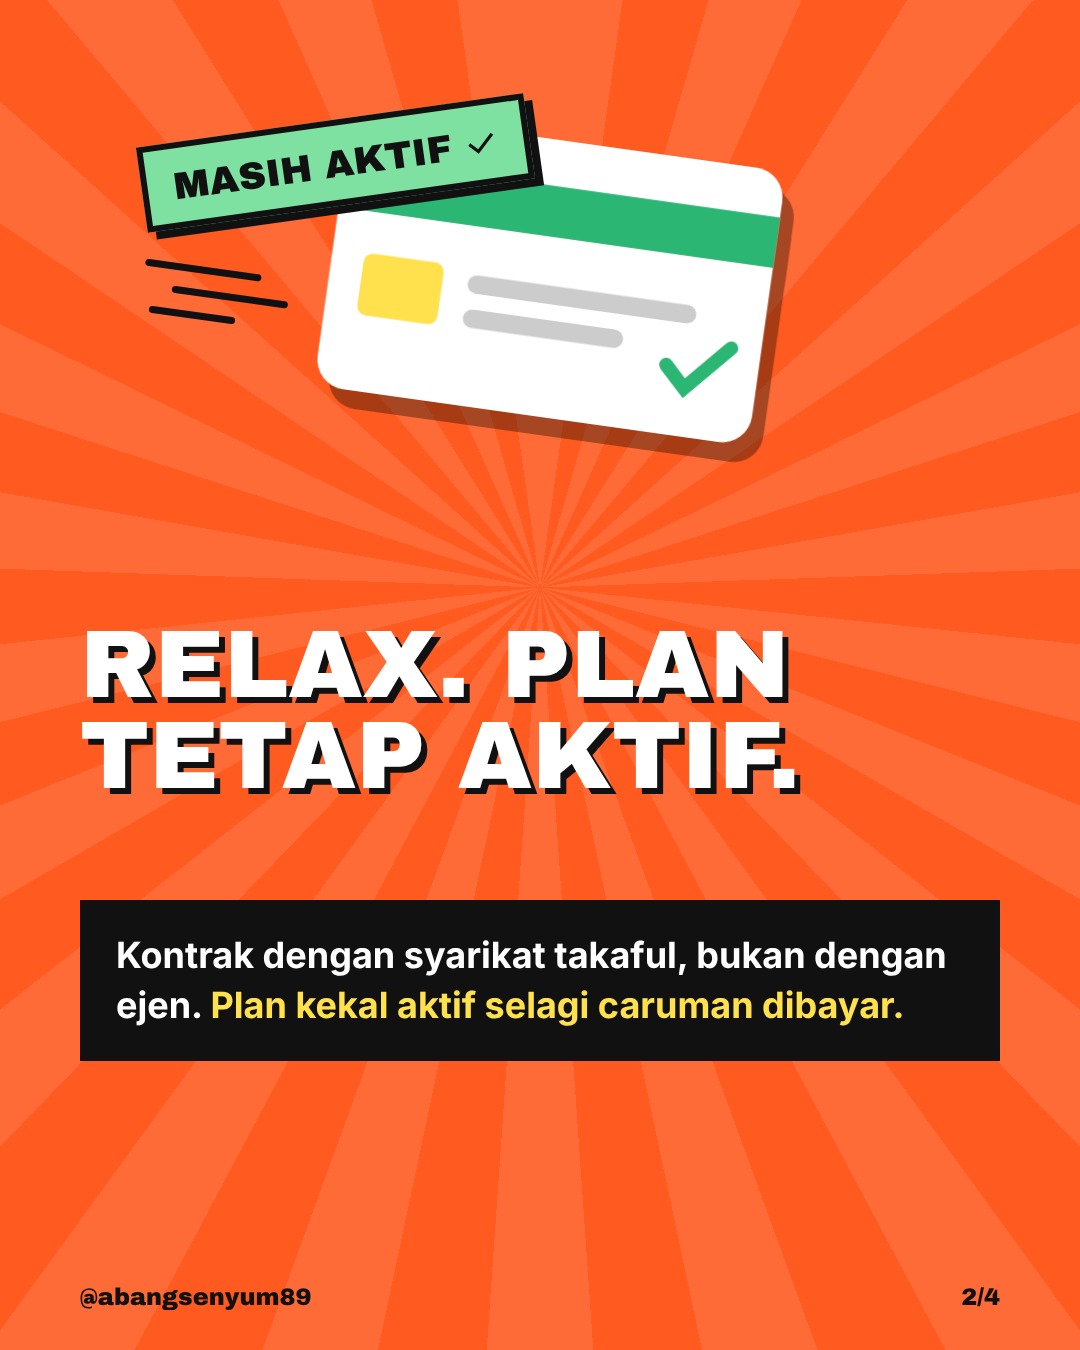 MASIH AKTIF ✓
RELAX. PLAN
TETAP AKTIF.
Kontrak dengan syarikat takaful, bukan dengan
ejen. Plan kekal aktif selagi caruman dibayar.
@abangsenyum89
2/4